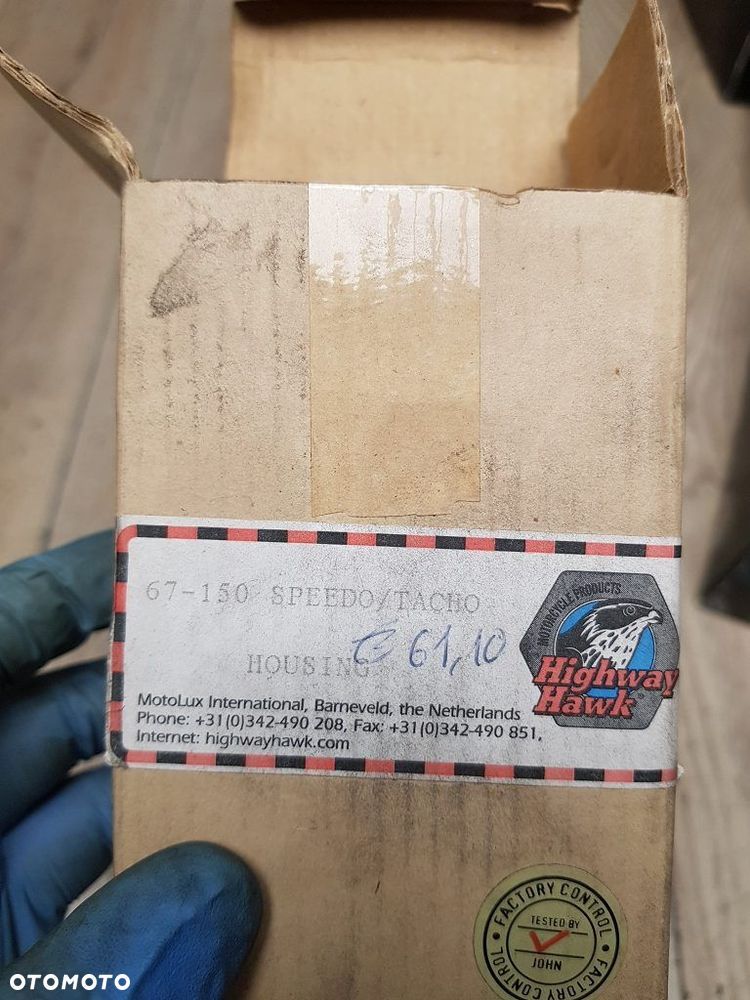 67-150 SPEEDO/TACHO
HOUSING
€ 61,10
MOTORCYCLE PRODUCTS
Highway
Hawk
MotoLux International, Barneveld, the Netherlands
Phone: +31(0)342-490 208, Fax: +31(0)342-490 851,
Internet: highwayhawk.com
FACTORY CONTROL
TESTED BY
JOHN
FACTORY CONTROL
OTOMOTO